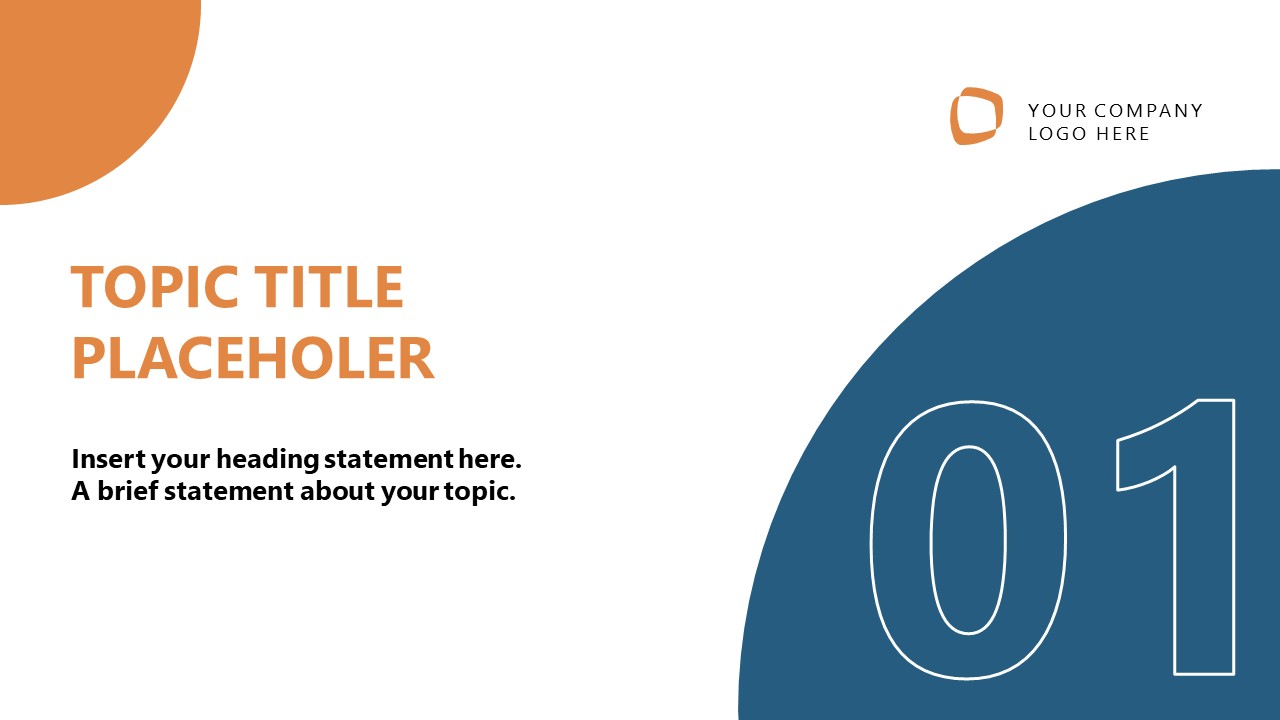 YOUR COMPANY
LOGO HERE
TOPIC TITLE
PLACEHOLER
Insert your heading statement here.
A brief statement about your topic.
01